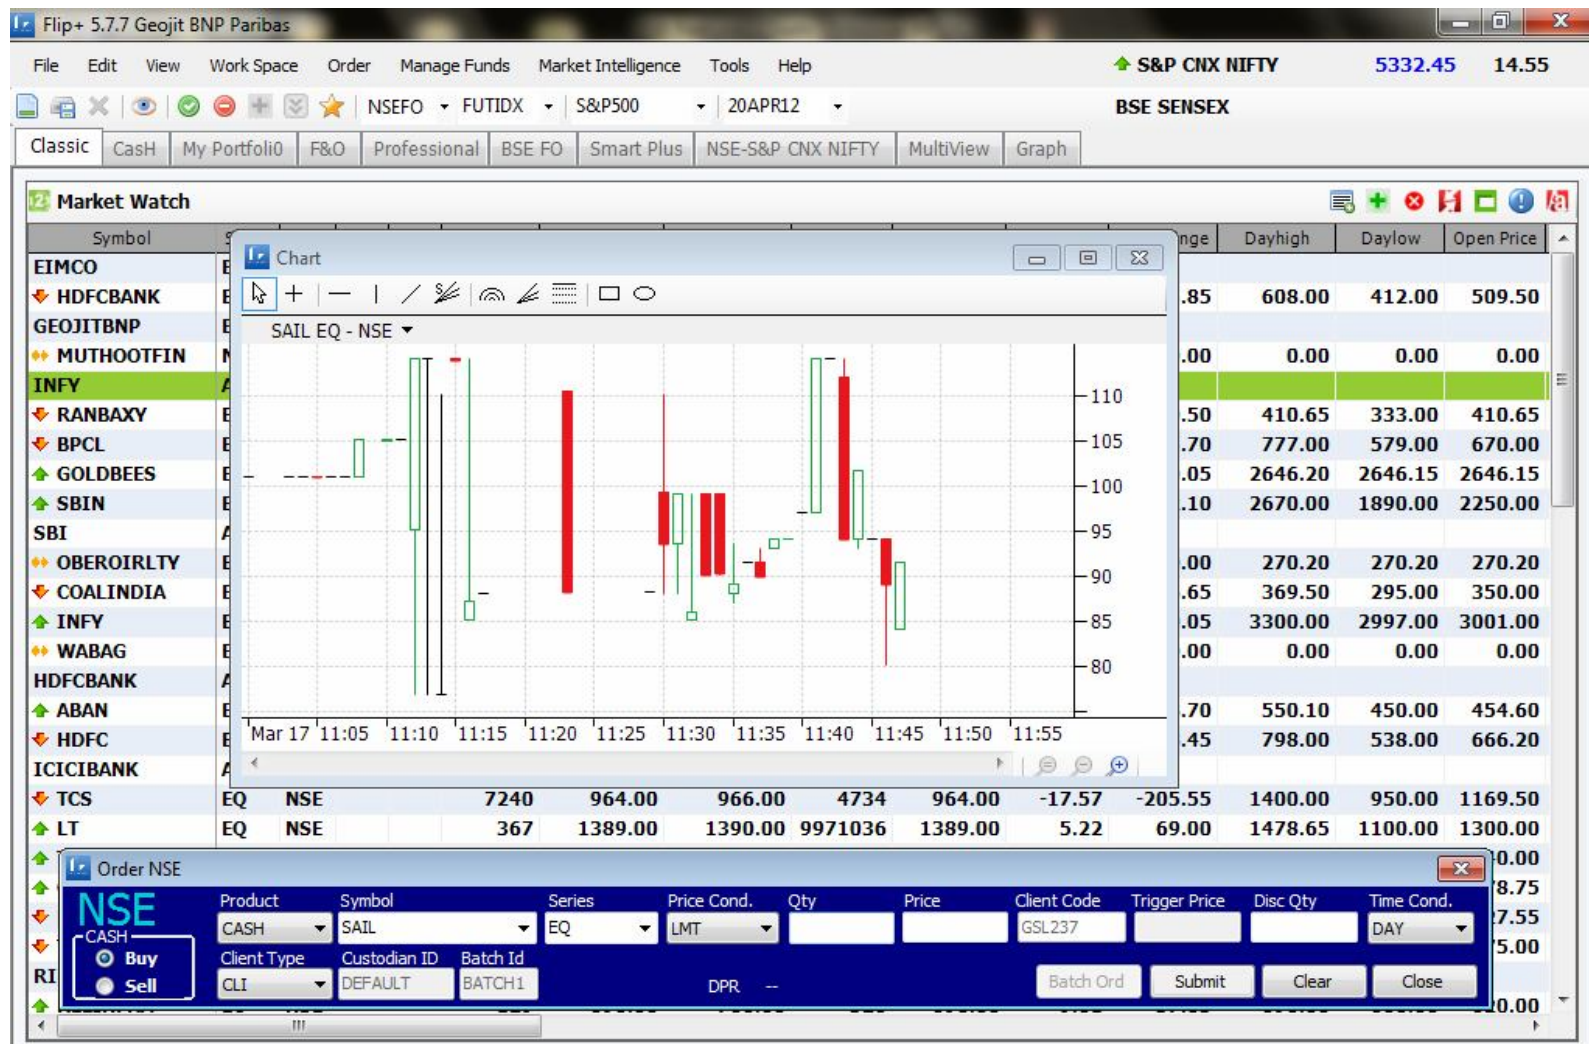 Flip+ 5.7.7 Geojit BNP Paribas
File Edit View Work Space Order Manage Funds Market Intelligence Tools Help S&P CNX NIFTY 5332.45 14.55
NSEFO FUTIDX S&P500 20APR12 BSE SENSEX
Classic CasH My Portfoli0 F&O Professional BSE FO Smart Plus NSE-S&P CNX NIFTY MultiView Graph
Market Watch
Symbol Dayhigh Daylow Open Price
EIMCO
HDFCBANK .85 608.00 412.00 509.50
GEOJITBNP
MUTHOOTFIN .00 0.00 0.00 0.00
INFY
RANBAXY .50 410.65 333.00 410.65
BPCL .70 777.00 579.00 670.00
GOLDBEES .05 2646.20 2646.15 2646.15
SBIN .10 2670.00 1890.00 2250.00
SBI
OBEROIRLTY .00 270.20 270.20 270.20
COALINDIA .65 369.50 295.00 350.00
INFY .05 3300.00 2997.00 3001.00
WABAG .00 0.00 0.00 0.00
HDFCBANK
ABAN .70 550.10 450.00 454.60
HDFC .45 798.00 538.00 666.20
ICICIBANK
Chart
SAIL EQ - NSE
110
105
100
95
90
85
80
Mar 17 11:05 11:10 11:15 11:20 11:25 11:30 11:35 11:40 11:45 11:50 11:55
TCS EQ NSE 7240 964.00 966.00 4734 964.00 -17.57 -205.55 1400.00 950.00 1169.50
LT EQ NSE 367 1389.00 1390.00 9971036 1389.00 5.22 69.00 1478.65 1100.00 1300.00
Order NSE
NSE
Product Symbol Series Price Cond. Qty Price Client Code Trigger Price Disc Qty Time Cond.
CASH SAIL EQ LMT GSL237 DAY
CASH
Buy
Sell
Client Type Custodian ID Batch Id
CLI DEFAULT BATCH1 DPR -- Batch Ord Submit Clear Close